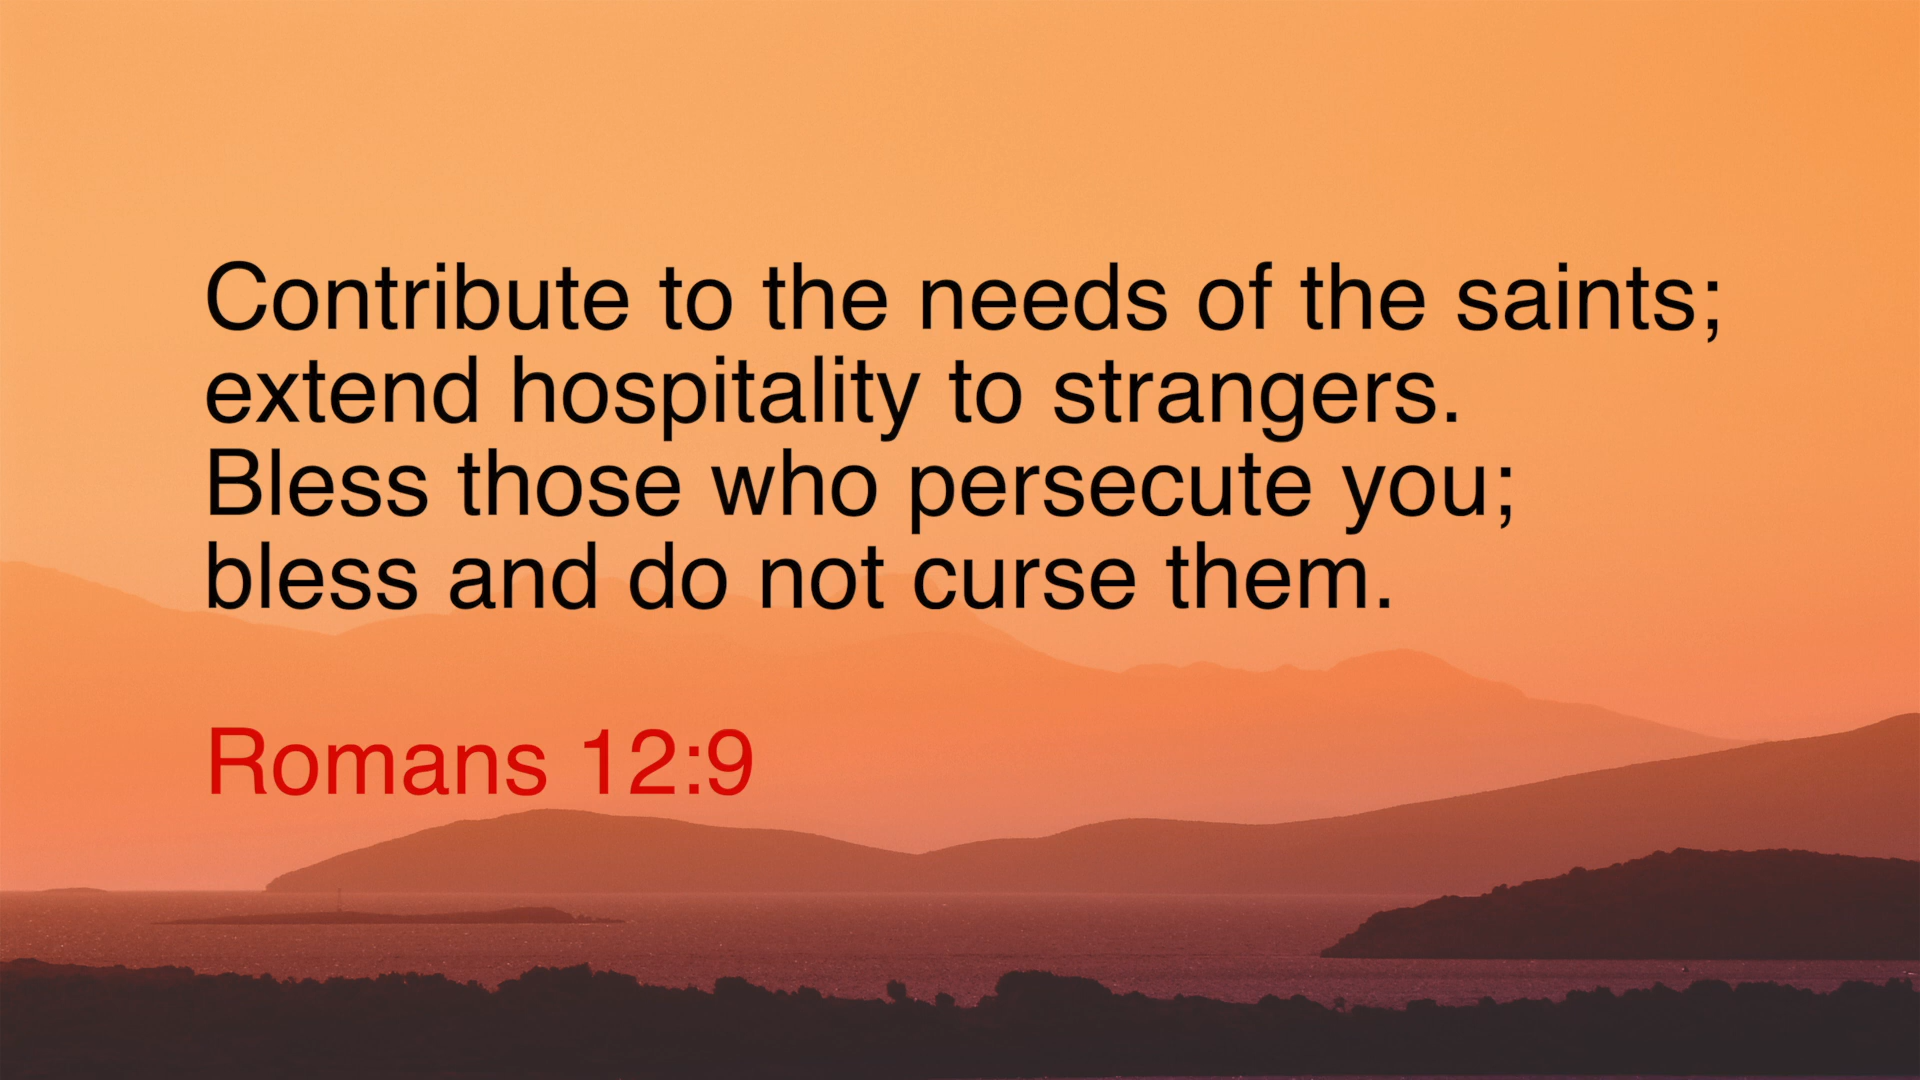 Contribute to the needs of the saints;
extend hospitality to strangers.
Bless those who persecute you;
bless and do not curse them.
Romans 12:9